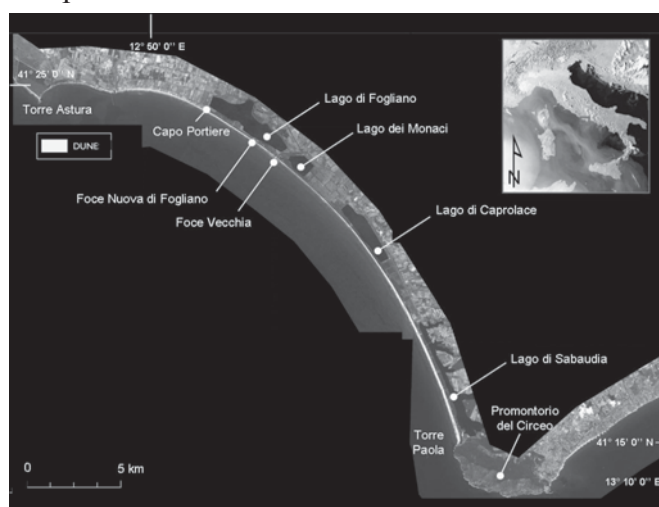 12° 50' 0'' E
41° 25' 0'' N
Torre Astura
DUNE
Capo Portiere
Lago di Fogliano
Lago dei Monaci
Foce Nuova di Fogliano
Foce Vecchia
N
Lago di Caprolace
Lago di Sabaudia
Promontorio
del Circeo
Torre
Paola
41° 15' 0'' N
13° 10' 0'' E
0 5 km